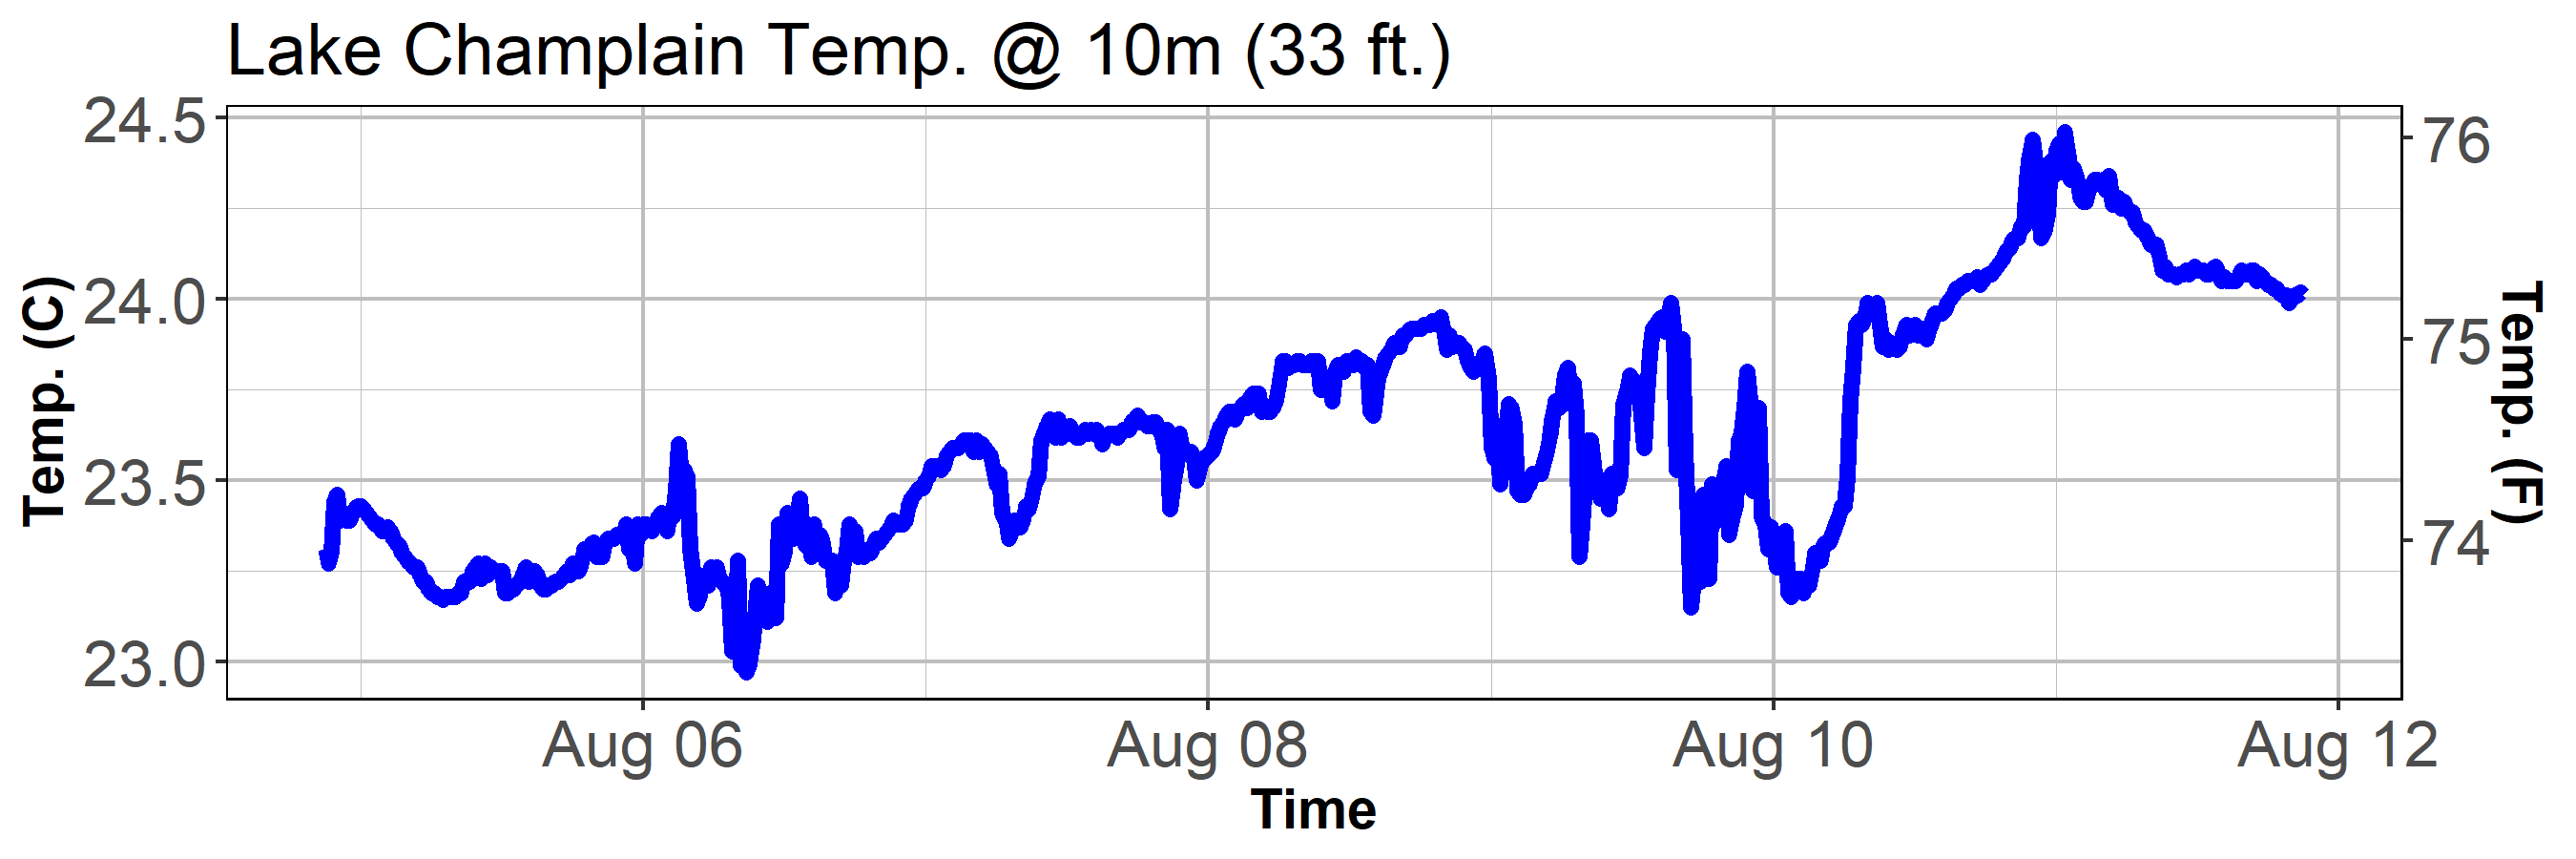 Lake Champlain Temp. @ 10m (33 ft.)
24.5
24.0
23.5
23.0
Temp. (C)
76
75
74
Temp. (F)
Aug 06
Aug 08
Aug 10
Aug 12
Time